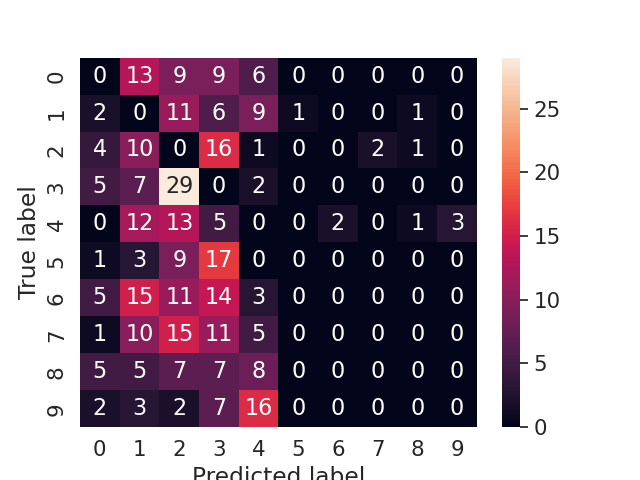 0 0 13 9 9 6 0 0 0 0 0
1 2 0 11 6 9 1 0 0 1 0
2 4 10 0 16 1 0 0 2 1 0
3 5 7 29 0 2 0 0 0 0 0
4 0 12 13 5 0 0 2 0 1 3
5 1 3 9 17 0 0 0 0 0 0
6 5 15 11 14 3 0 0 0 0 0
7 1 10 15 11 5 0 0 0 0 0
8 5 5 7 7 8 0 0 0 0 0
9 2 3 2 7 16 0 0 0 0 0
0 1 2 3 4 5 6 7 8 9
Predicted label
True label
25
20
15
10
5
0